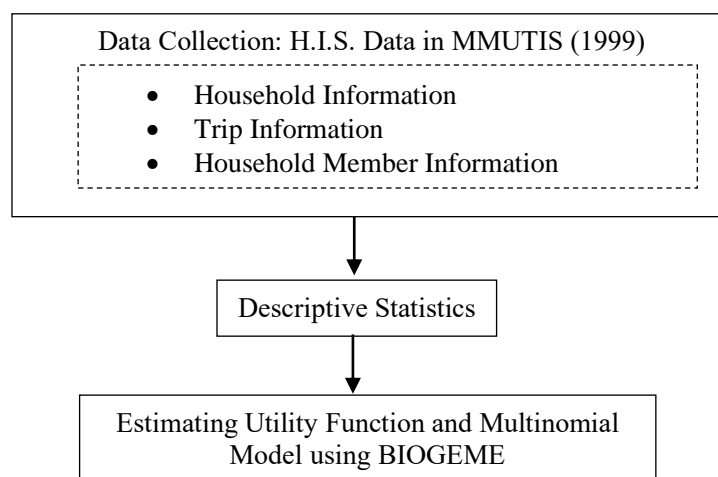 Data Collection: H.I.S. Data in MMUTIS (1999)
• Household Information
• Trip Information
• Household Member Information
Descriptive Statistics
Estimating Utility Function and Multinomial
Model using BIOGEME